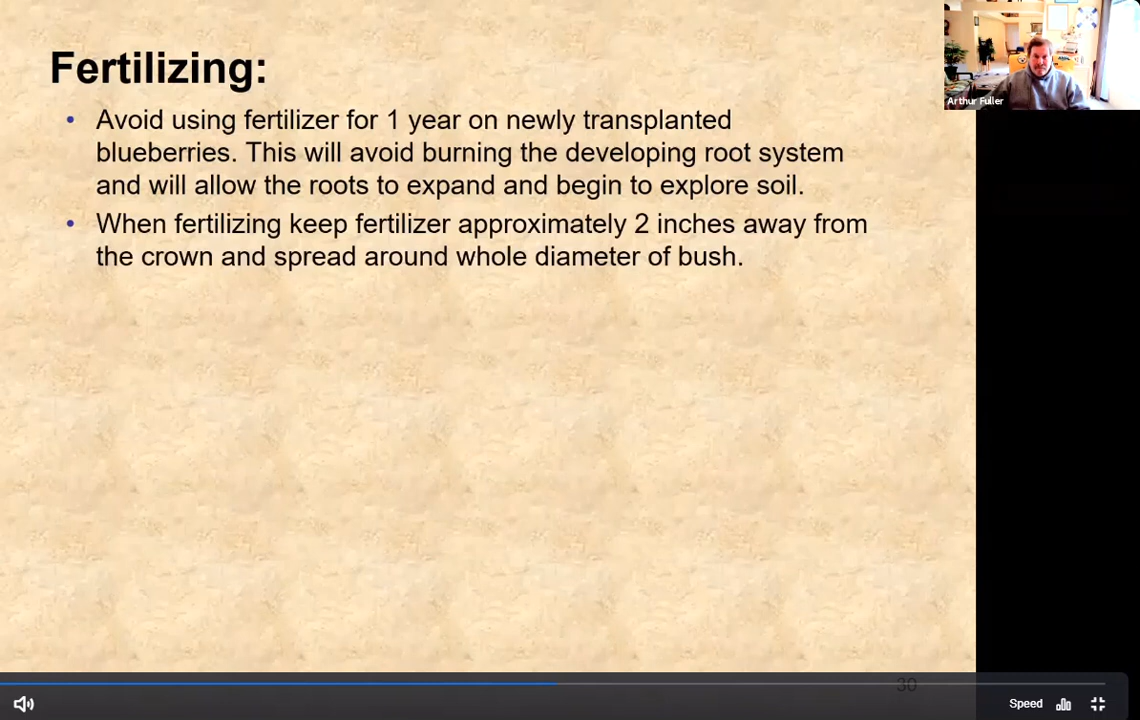 Fertilizing:
• Avoid using fertilizer for 1 year on newly transplanted
blueberries. This will avoid burning the developing root system
and will allow the roots to expand and begin to explore soil.
• When fertilizing keep fertilizer approximately 2 inches away from
the crown and spread around whole diameter of bush.
Arthur Fuller
30
Speed